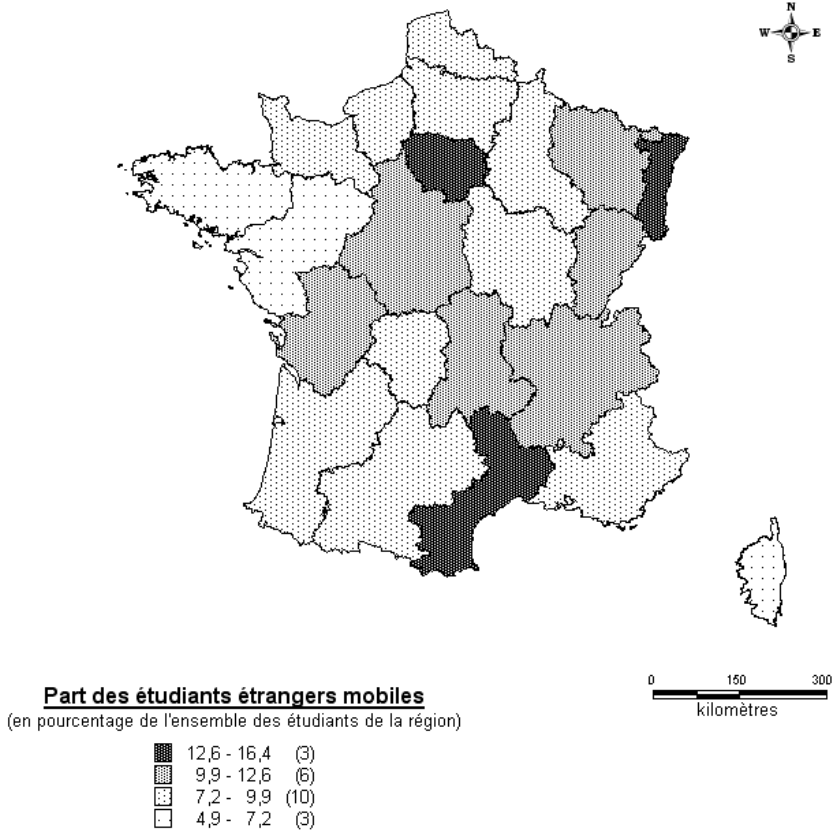 N
W E
S
Part des étudiants étrangers mobiles
(en pourcentage de l'ensemble des étudiants de la région)
12,6 - 16,4 (3)
9,9 - 12,6 (6)
7,2 - 9,9 (10)
4,9 - 7,2 (3)
0 150 300
kilomètres